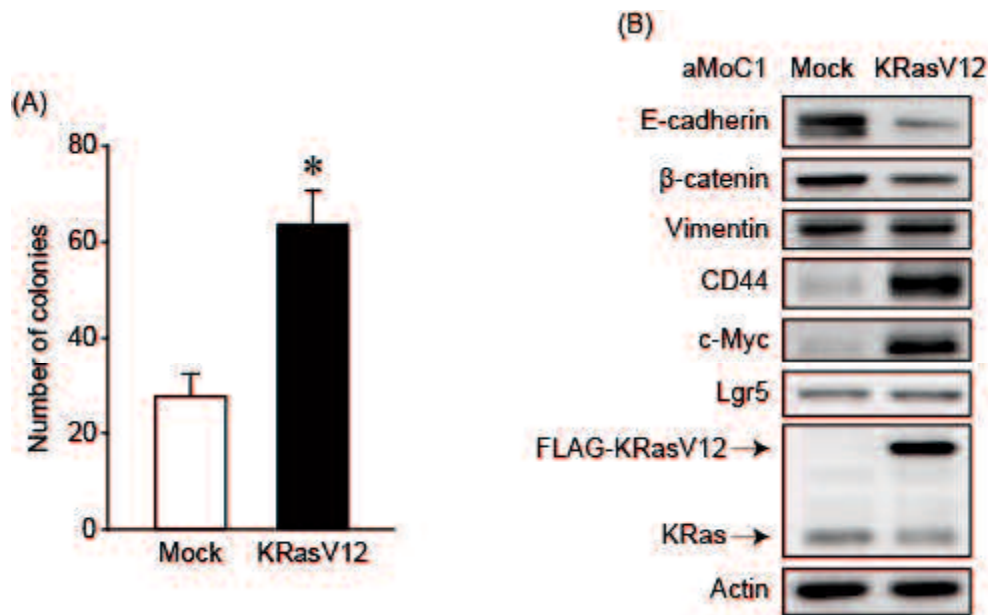 (A)
80
60
40
20
0
Number of colonies
*
Mock KRasV12
(B)
aMoC1 Mock KRasV12
E-cadherin
β-catenin
Vimentin
CD44
c-Myc
Lgr5
FLAG-KRasV12
KRas
Actin